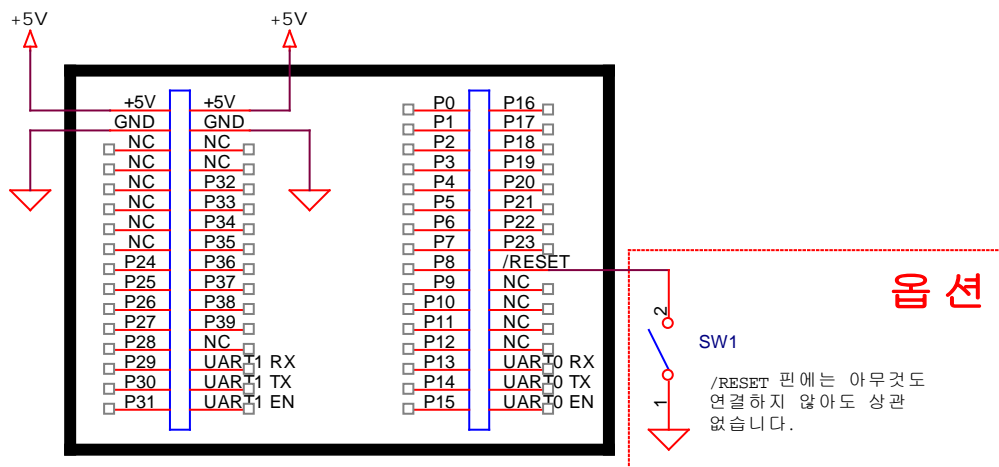 +5V +5V
+5V +5V P0 P16
GND GND P1 P17
NC NC P2 P18
NC NC P3 P19
NC P32 P4 P20
NC P33 P5 P21
NC P34 P6 P22
NC P35 P7 P23
P24 P36 P8 /RESET
P25 P37 P9 NC
P26 P38 P10 NC
P27 P39 P11 NC
P28 NC P12 NC
P29 UART1 RX P13 UART0 RX
P30 UART1 TX P14 UART0 TX
P31 UART1 EN P15 UART0 EN
옵션
2
SW1
1
/RESET 핀에는 아무것도
연결하지 않아도 상관
없습니다.